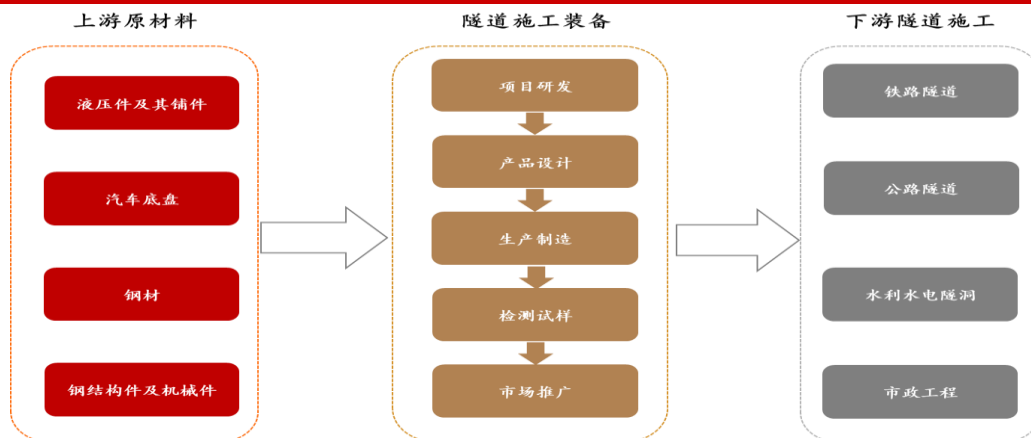 上游原材料
液压件及其铺件
汽车底盘
钢材
钢结构件及机械件
隧道施工装备
项目研发
产品设计
生产制造
检测试样
市场推广
下游隧道施工
铁路隧道
公路隧道
水利水电隧洞
市政工程